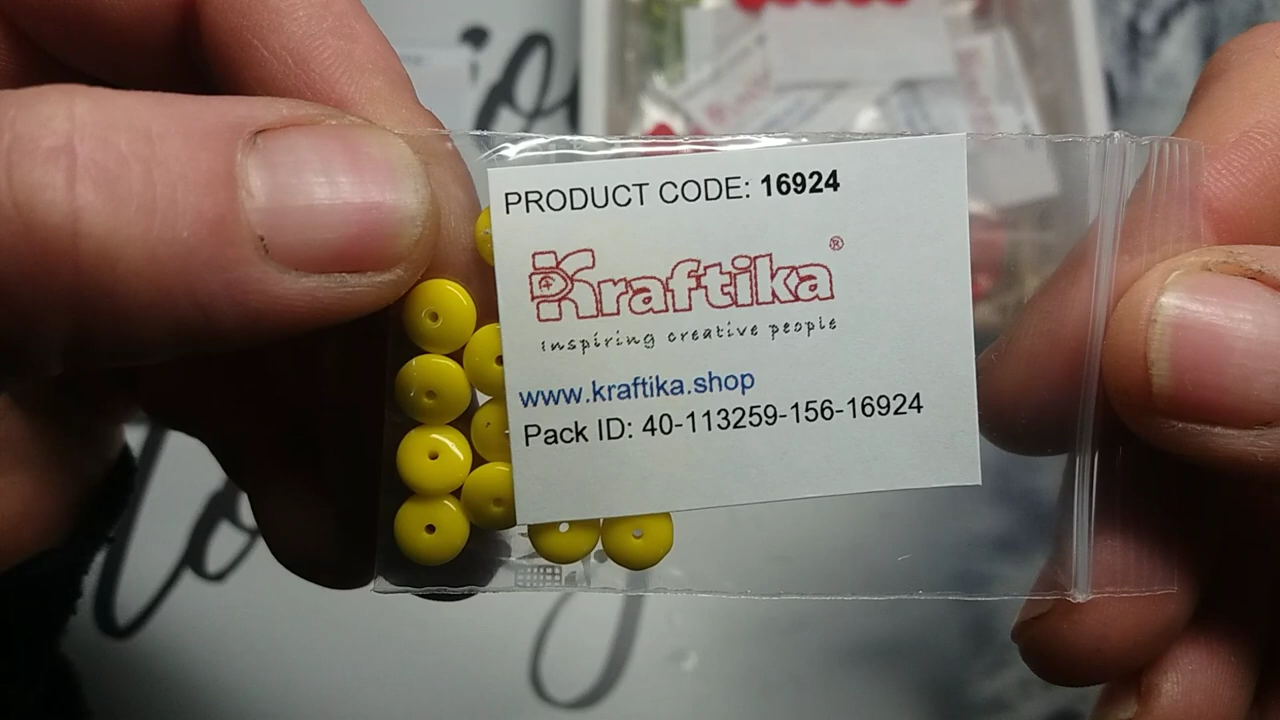 PRODUCT CODE: 16924
Kraftika®
inspiring creative people
www.kraftika.shop
Pack ID: 40-113259-156-16924